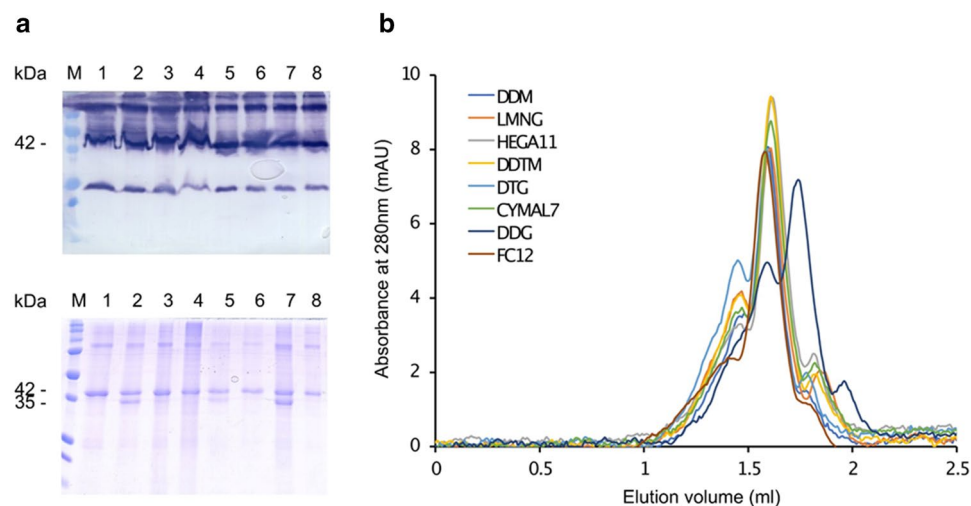 a
kDa M 1 2 3 4 5 6 7 8
42 -
kDa M 1 2 3 4 5 6 7 8
42 -
35 -
b
Absorbance at 280nm (mAU)
10
8
6
4
2
0
DDM
LMNG
HEGA11
DDTM
DTG
CYMAL7
DDG
FC12
0 0.5 1 1.5 2 2.5
Elution volume (ml)